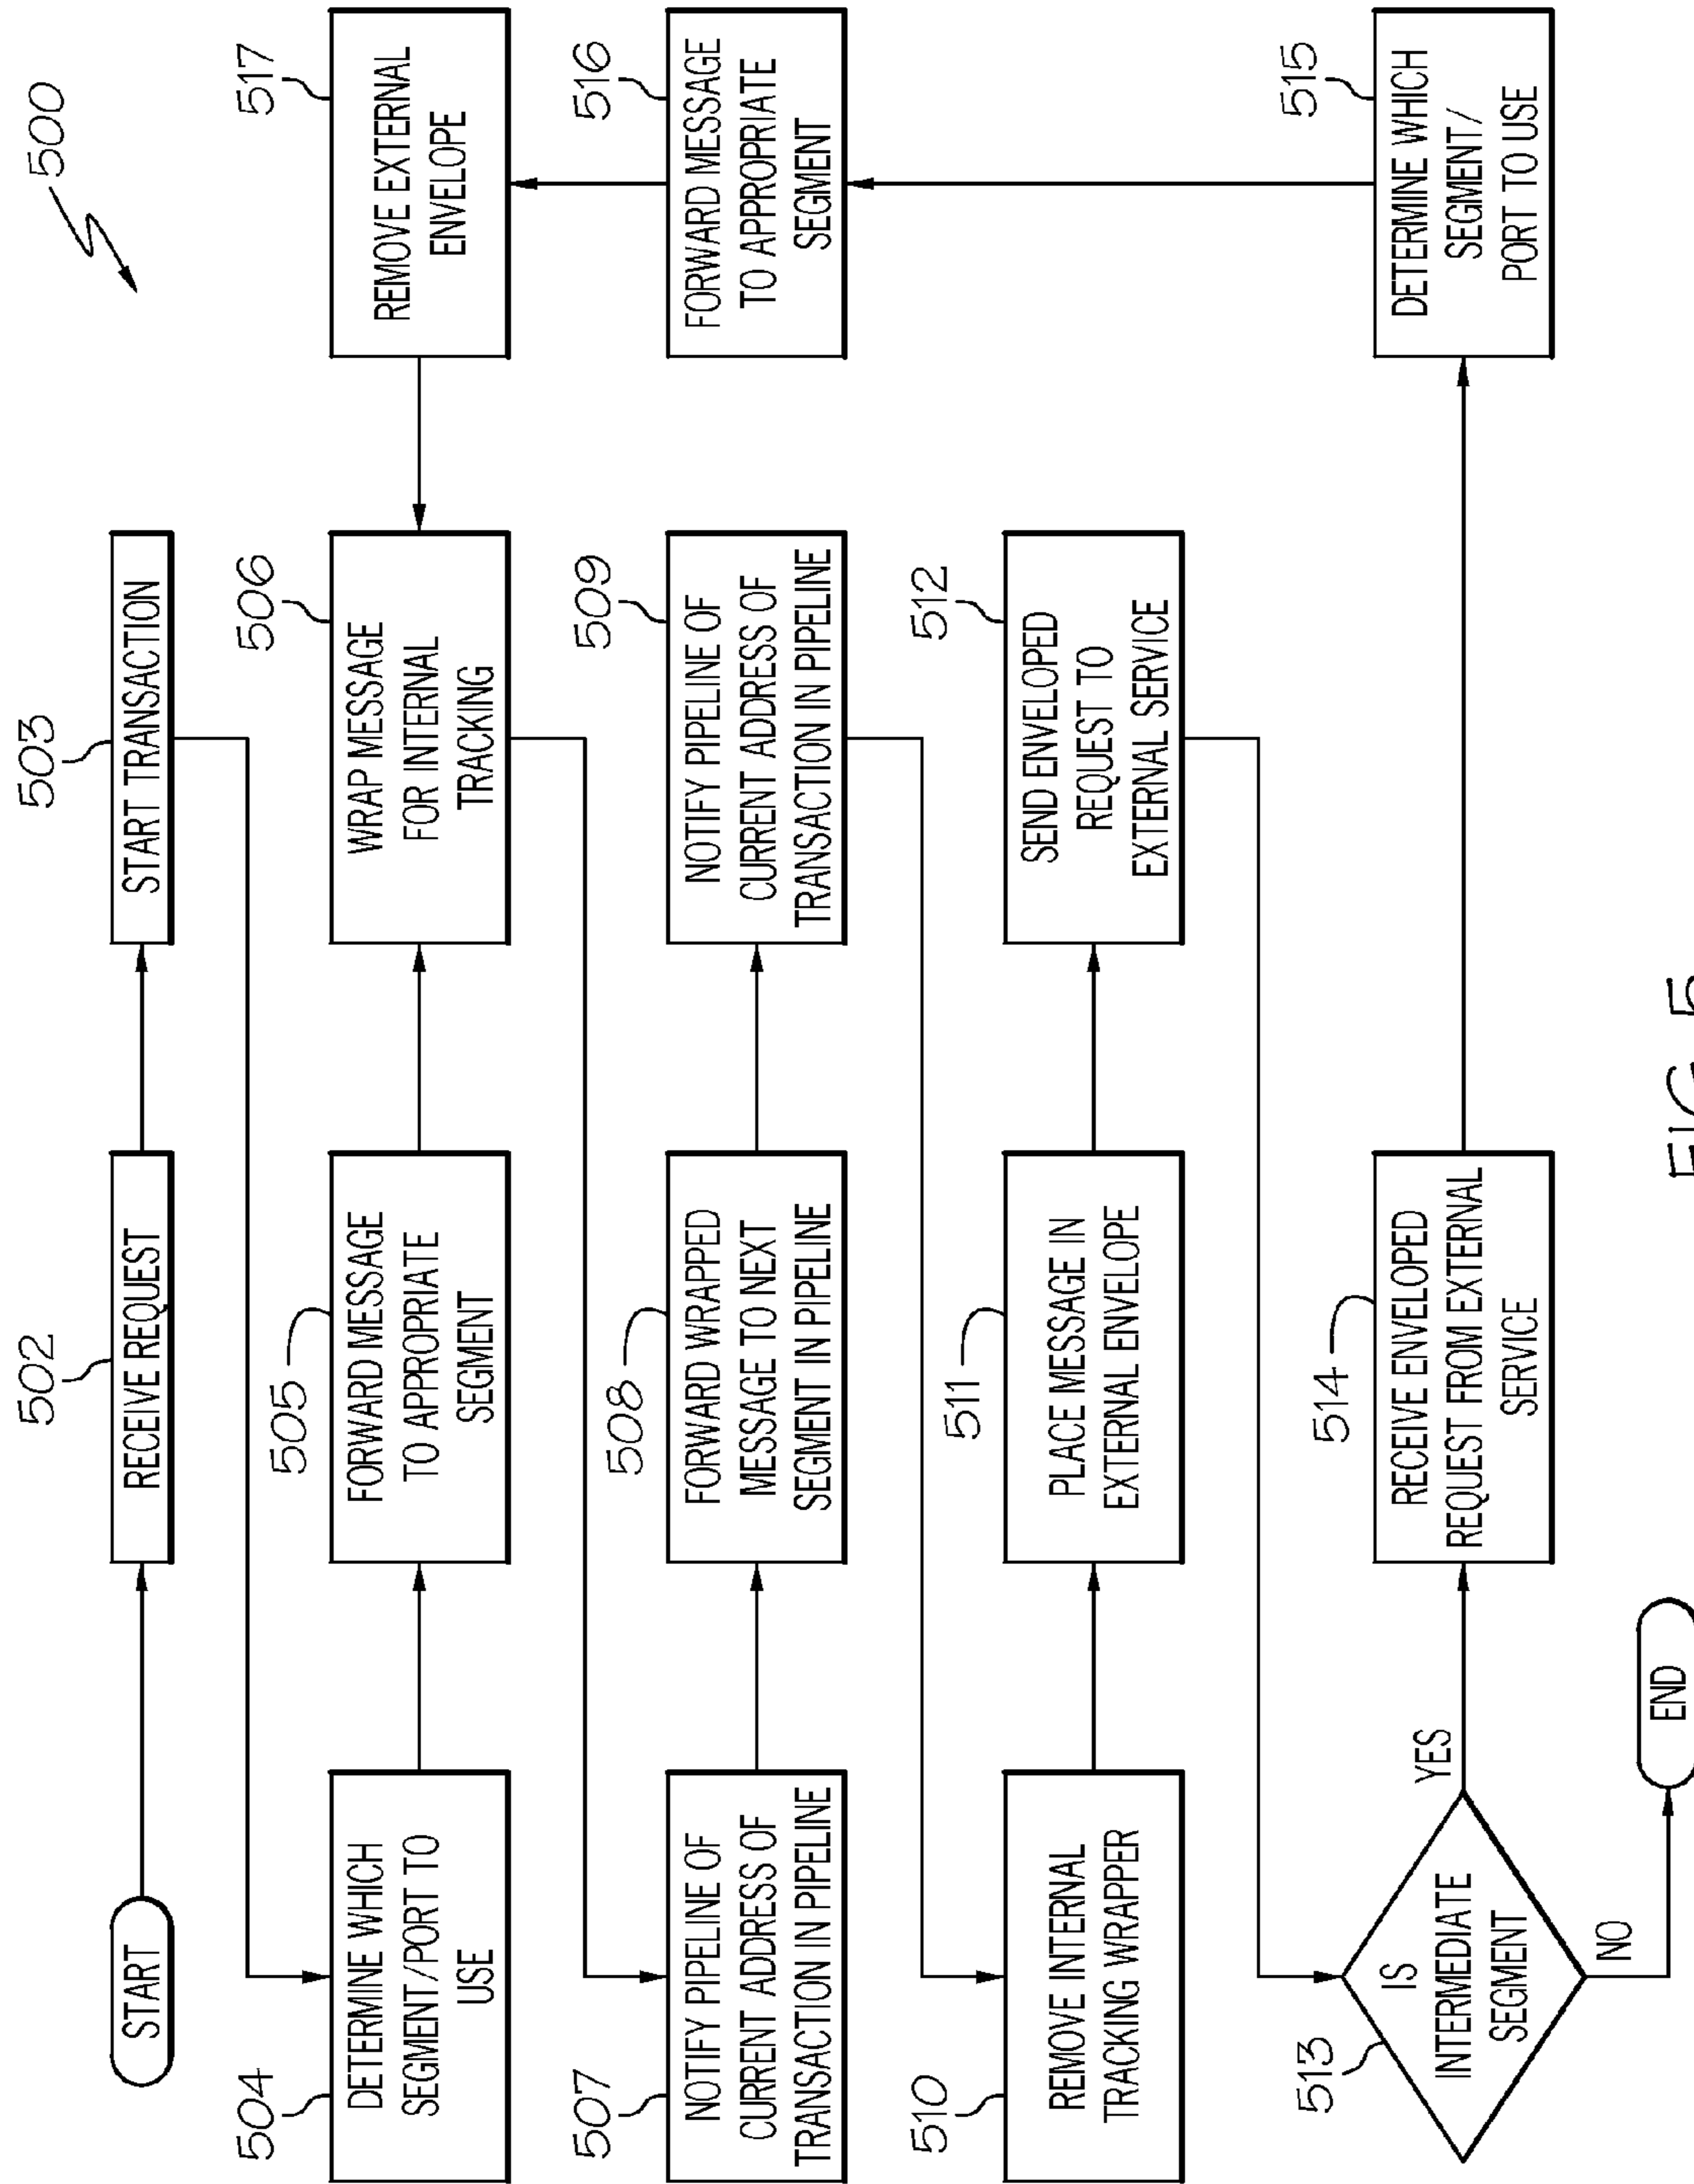 500
START
502
RECEIVE REQUEST
503
START TRANSACTION
504
DETERMINE WHICH
SEGMENT/PORT TO
USE
505
FORWARD MESSAGE
TO APPROPRIATE
SEGMENT
506
WRAP MESSAGE
FOR INTERNAL
TRACKING
517
REMOVE EXTERNAL
ENVELOPE
507
NOTIFY PIPELINE OF
CURRENT ADDRESS OF
TRANSACTION IN PIPELINE
508
FORWARD WRAPPED
MESSAGE TO NEXT
SEGMENT IN PIPELINE
509
NOTIFY PIPELINE OF
CURRENT ADDRESS OF
TRANSACTION IN PIPELINE
516
FORWARD MESSAGE
TO APPROPRIATE
SEGMENT
510
REMOVE INTERNAL
TRACKING WRAPPER
511
PLACE MESSAGE IN
EXTERNAL ENVELOPE
512
SEND ENVELOPED
REQUEST TO
EXTERNAL SERVICE
513
IS
INTERMEDIATE
SEGMENT
YES
NO
514
RECEIVE ENVELOPED
REQUEST FROM EXTERNAL
SERVICE
515
DETERMINE WHICH
SEGMENT/
PORT TO USE
END
FIG. 5